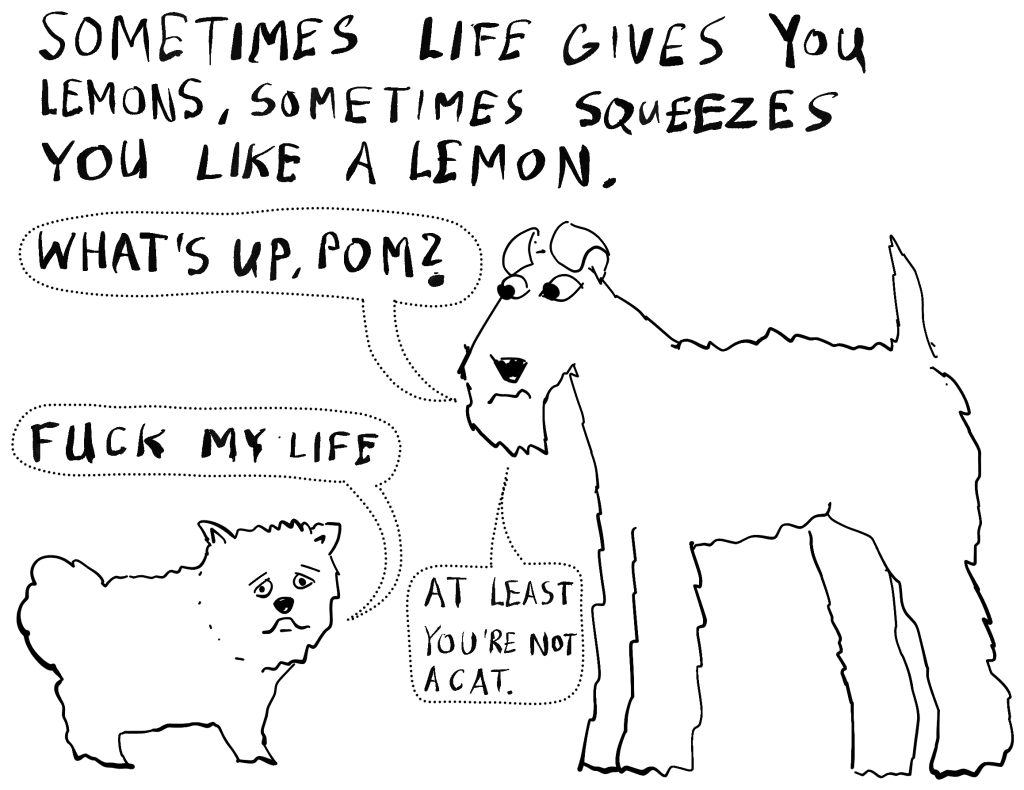 SOMETIMES LIFE GIVES YOU
LEMONS, SOMETIMES SQUEEZES
YOU LIKE A LEMON.
WHAT'S UP, POM?
FUCK MY LIFE
AT LEAST
YOU'RE NOT
A CAT.